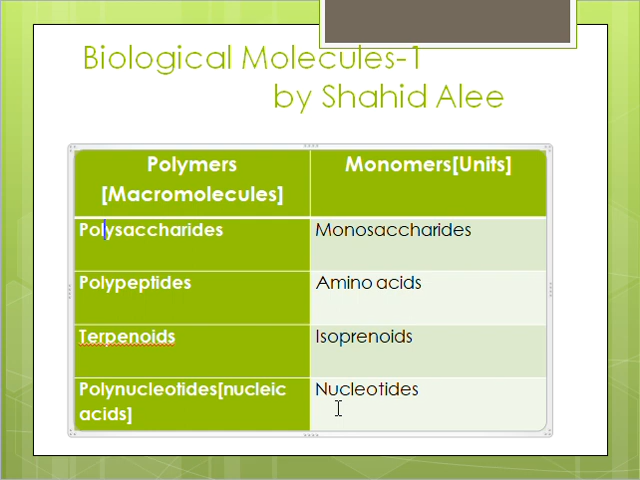 Biological Molecules-1
by Shahid Alee
Polymers
[Macromolecules]
Monomers[Units]
Polysaccharides
Monosaccharides
Polypeptides
Amino acids
Terpenoids
Isoprenoids
Polynucleotides[nucleic
acids]
Nucleotides